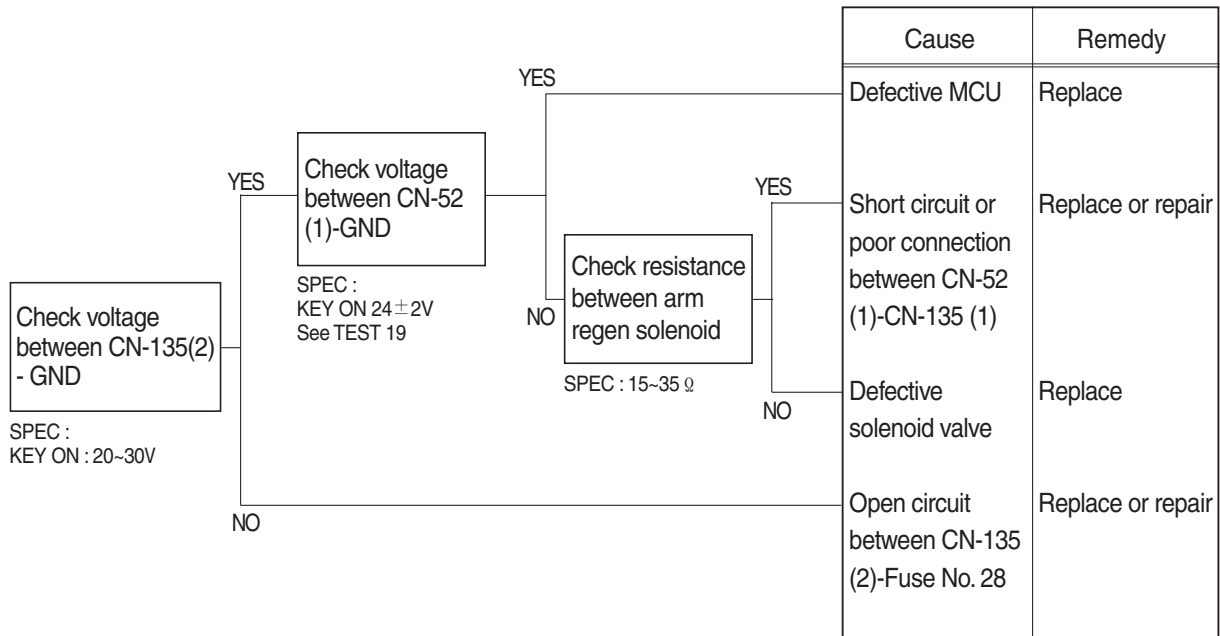 Check voltage
between CN-135(2)
- GND
SPEC :
KEY ON : 20~30V
YES
NO
Check voltage
between CN-52
(1)-GND
SPEC :
KEY ON 24±2V
See TEST 19
YES
NO
Check resistance
between arm
regen solenoid
SPEC : 15~35 Ω
YES
NO
Cause Remedy
Defective MCU Replace
Short circuit or Replace or repair
poor connection
between CN-52
(1)-CN-135 (1)
Defective Replace
solenoid valve
Open circuit Replace or repair
between CN-135
(2)-Fuse No. 28